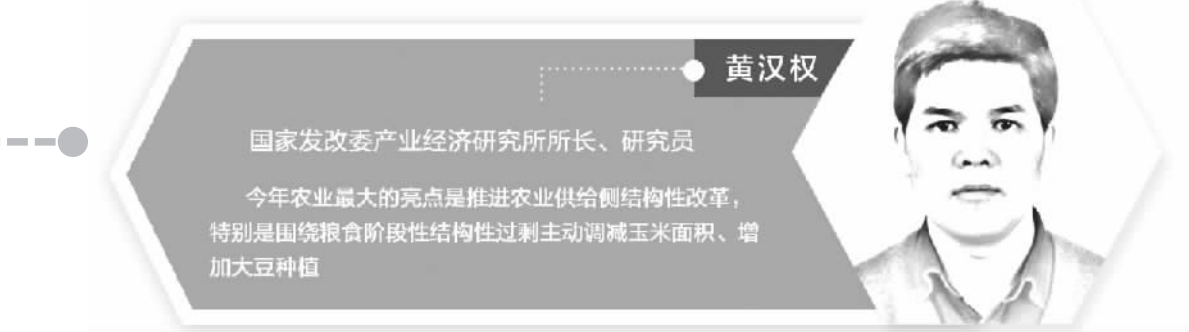 黄汉权
国家发改委产业经济研究所所长、研究员
今年农业最大的亮点是推进农业供给侧结构性改革，
特别是围绕粮食阶段性结构性过剩主动调减玉米面积、增
加大豆种植